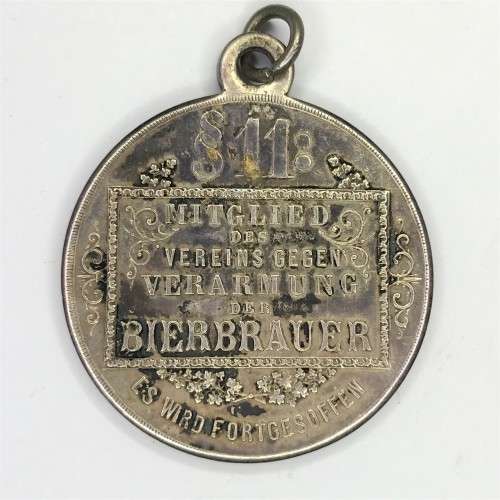 § 11:
MITGLIED
DES
VEREINS GEGEN
VERARMUNG
DER
BIERBRAUER
ES WIRD FORTGESOFFEN